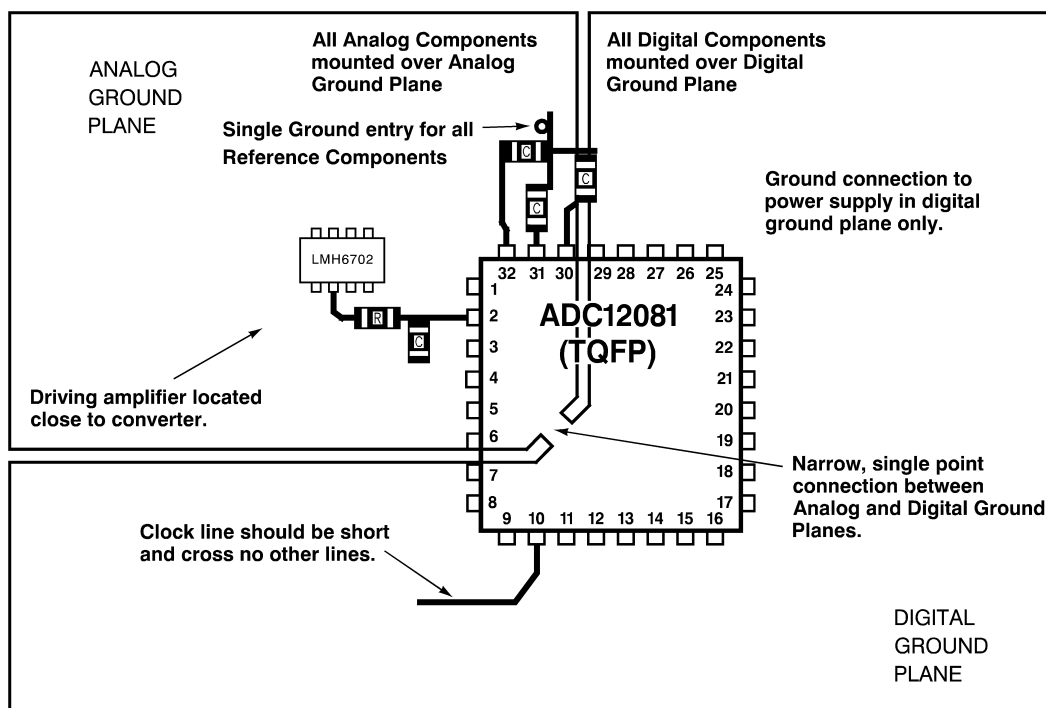 All Analog Components
mounted over Analog
Ground Plane
All Digital Components
mounted over Digital
Ground Plane
ANALOG
GROUND
PLANE
Single Ground entry for all
Reference Components
C
C
C
Ground connection to
power supply in digital
ground plane only.
LMH6702
R
C
32 31 30 29 28 27 26 25
1
2
3
4
5
6
7
8
ADC12081
(TQFP)
24
23
22
21
20
19
18
17
9 10 11 12 13 14 15 16
Driving amplifier located
close to converter.
Narrow, single point
connection between
Analog and Digital Ground
Planes.
Clock line should be short
and cross no other lines.
DIGITAL
GROUND
PLANE